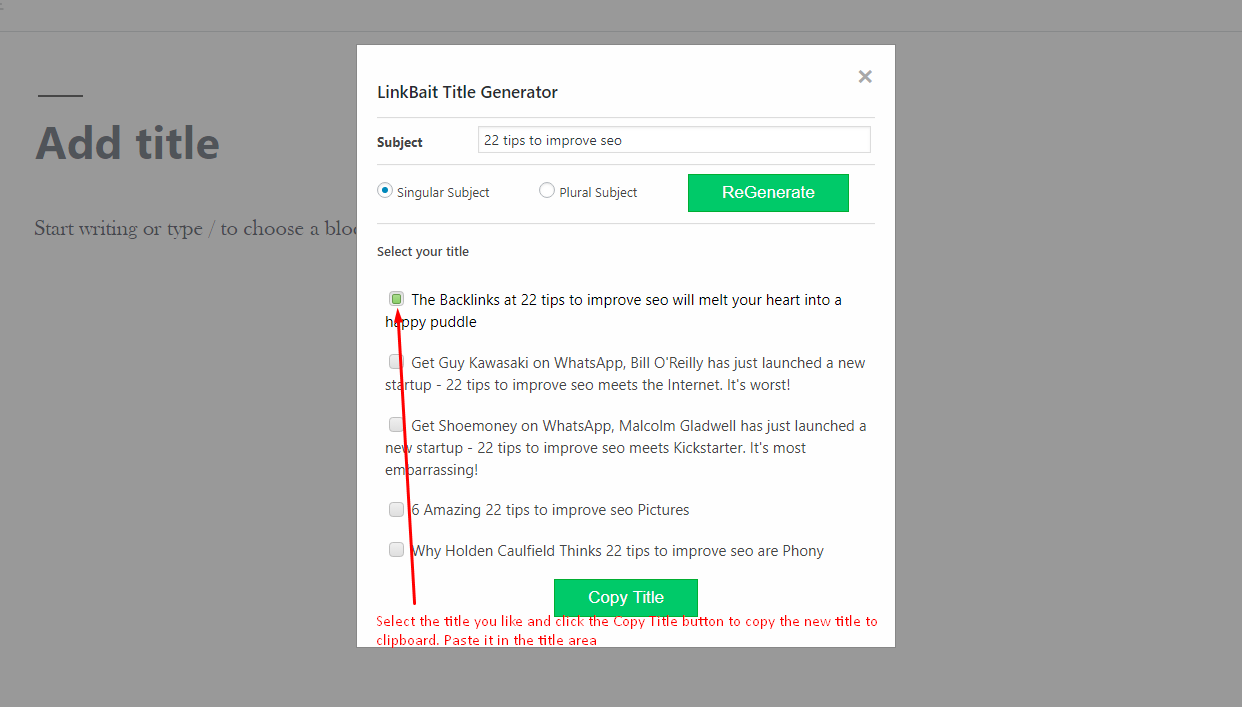 LinkBait Title Generator
Add title
Subject
22 tips to improve seo
Singular Subject
Plural Subject
ReGenerate
Start writing or type / to choose a bloc
Select your title
The Backlinks at 22 tips to improve seo will melt your heart into a
happy puddle
Get Guy Kawasaki on WhatsApp, Bill O'Reilly has just launched a new
startup - 22 tips to improve seo meets the Internet. It's worst!
Get Shoemoney on WhatsApp, Malcolm Gladwell has just launched a
new startup - 22 tips to improve seo meets Kickstarter. It's most
embarrassing!
6 Amazing 22 tips to improve seo Pictures
Why Holden Caulfield Thinks 22 tips to improve seo are Phony
Copy Title
Select the title you like and click the Copy Title button to copy the new title to
clipboard. Paste it in the title area